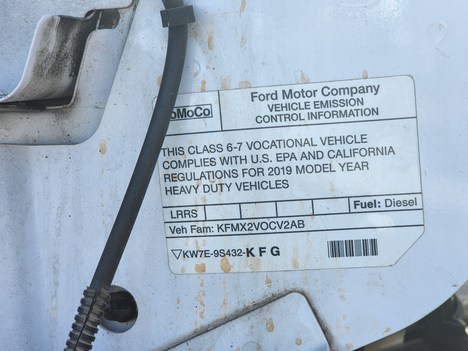 oMoCo
Ford Motor Company
VEHICLE EMISSION
CONTROL INFORMATION
THIS CLASS 6-7 VOCATIONAL VEHICLE
COMPLIES WITH U.S. EPA AND CALIFORNIA
REGULATIONS FOR 2019 MODEL YEAR
HEAVY DUTY VEHICLES
LRRS Fuel: Diesel
Veh Fam: KFMX2VOCV2AB
KW7E-9S432-KFG